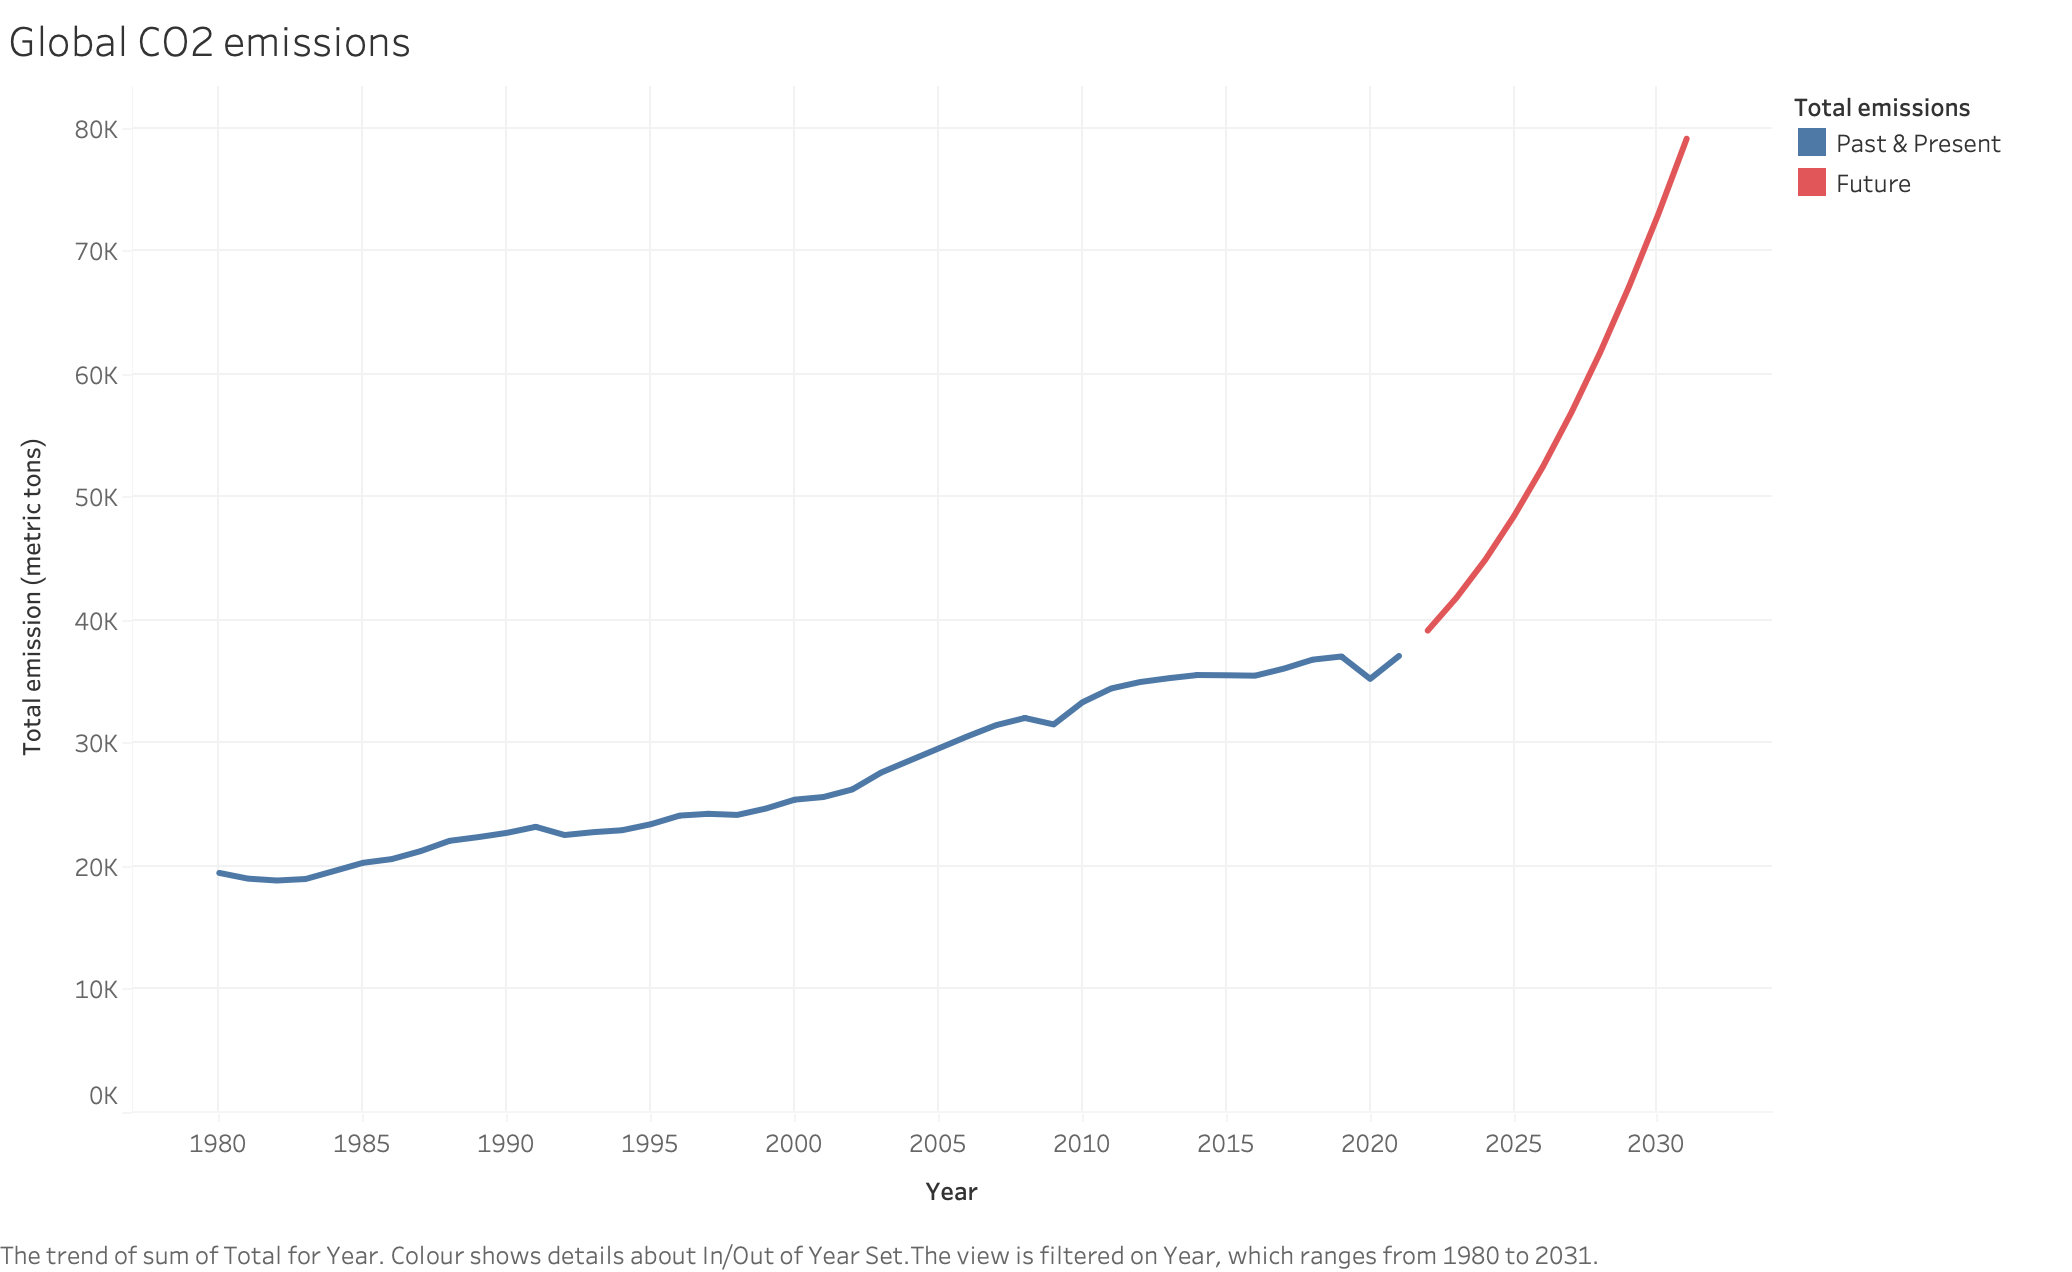 Global CO2 emissions
Total emissions
Past & Present
Future
80K
70K
60K
50K
40K
30K
20K
10K
0K
Total emission (metric tons)
1980 1985 1990 1995 2000 2005 2010 2015 2020 2025 2030
Year
The trend of sum of Total for Year. Colour shows details about In/Out of Year Set.The view is filtered on Year, which ranges from 1980 to 2031.